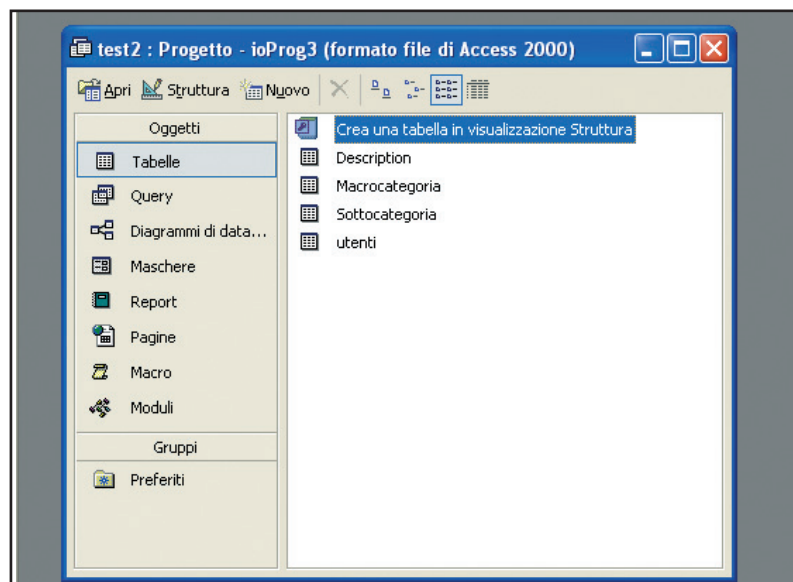 test2 : Progetto - ioProg3 (formato file di Access 2000)
Apri Struttura Nuovo
Oggetti
Tabelle
Query
Diagrammi di data...
Maschere
Report
Pagine
Macro
Moduli
Gruppi
Preferiti
Crea una tabella in visualizzazione Struttura
Description
Macrocategoria
Sottocategoria
utenti